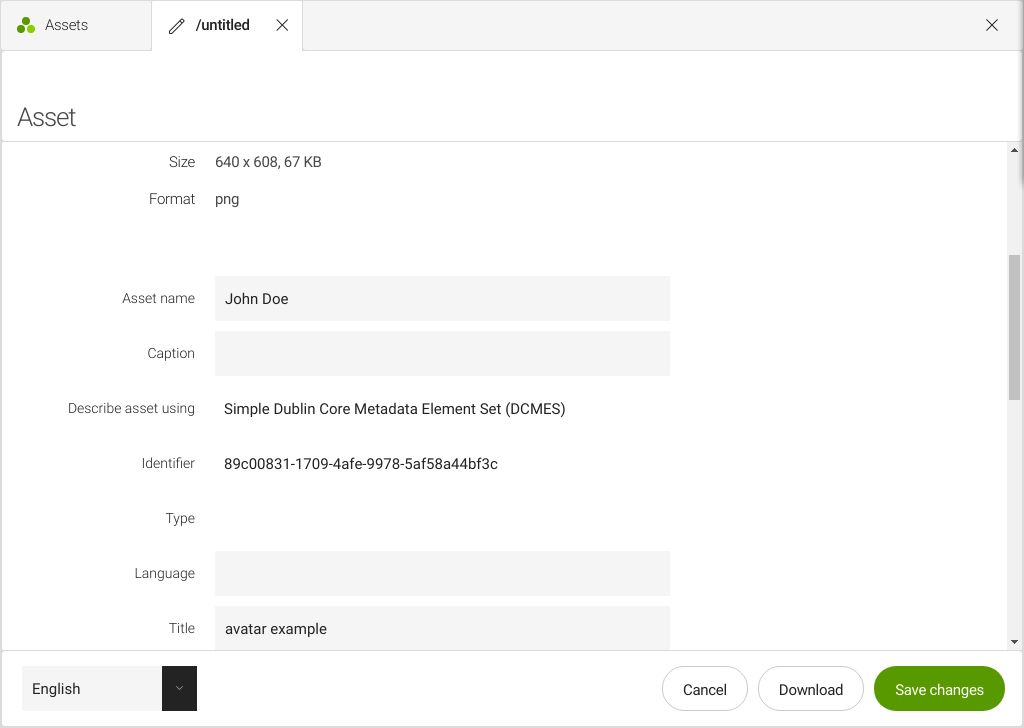 Assets
/untitled
Asset
Size 640 x 608, 67 KB
Format png
Asset name John Doe
Caption
Describe asset using Simple Dublin Core Metadata Element Set (DCMES)
Identifier 89c00831-1709-4afe-9978-5af58a44bf3c
Type
Language
Title avatar example
English Cancel Download Save changes